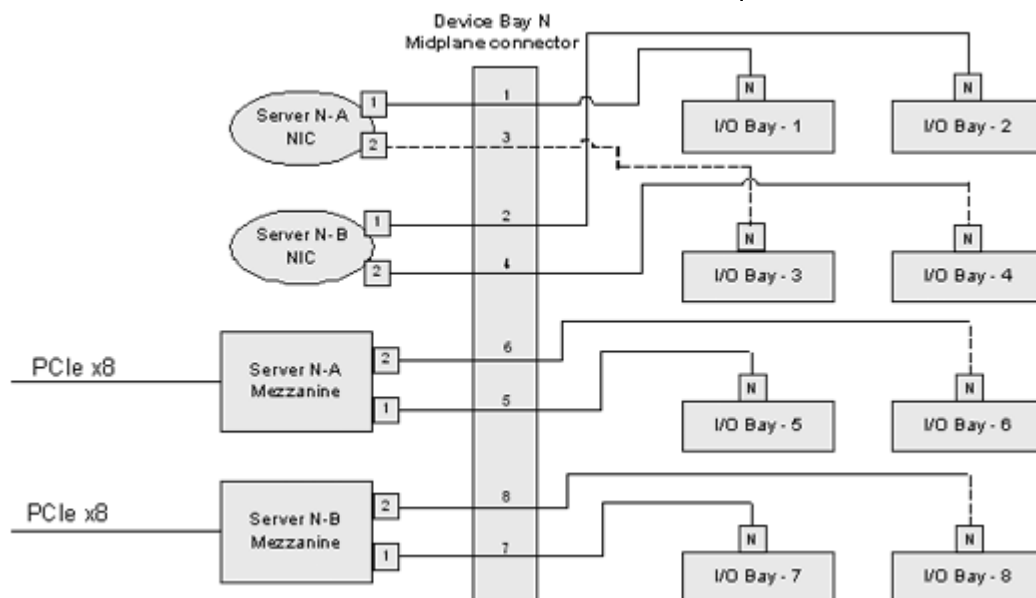 Device Bay N
Midplane connector
Server N-A
NIC
1
2
1
3
N
I/O Bay - 1
N
I/O Bay - 2
Server N-B
NIC
1
2
2
4
N
I/O Bay - 3
N
I/O Bay - 4
PCIe x8
Server N-A
Mezzanine
2
1
6
5
N
I/O Bay - 5
N
I/O Bay - 6
PCIe x8
Server N-B
Mezzanine
2
1
8
7
N
I/O Bay - 7
N
I/O Bay - 8